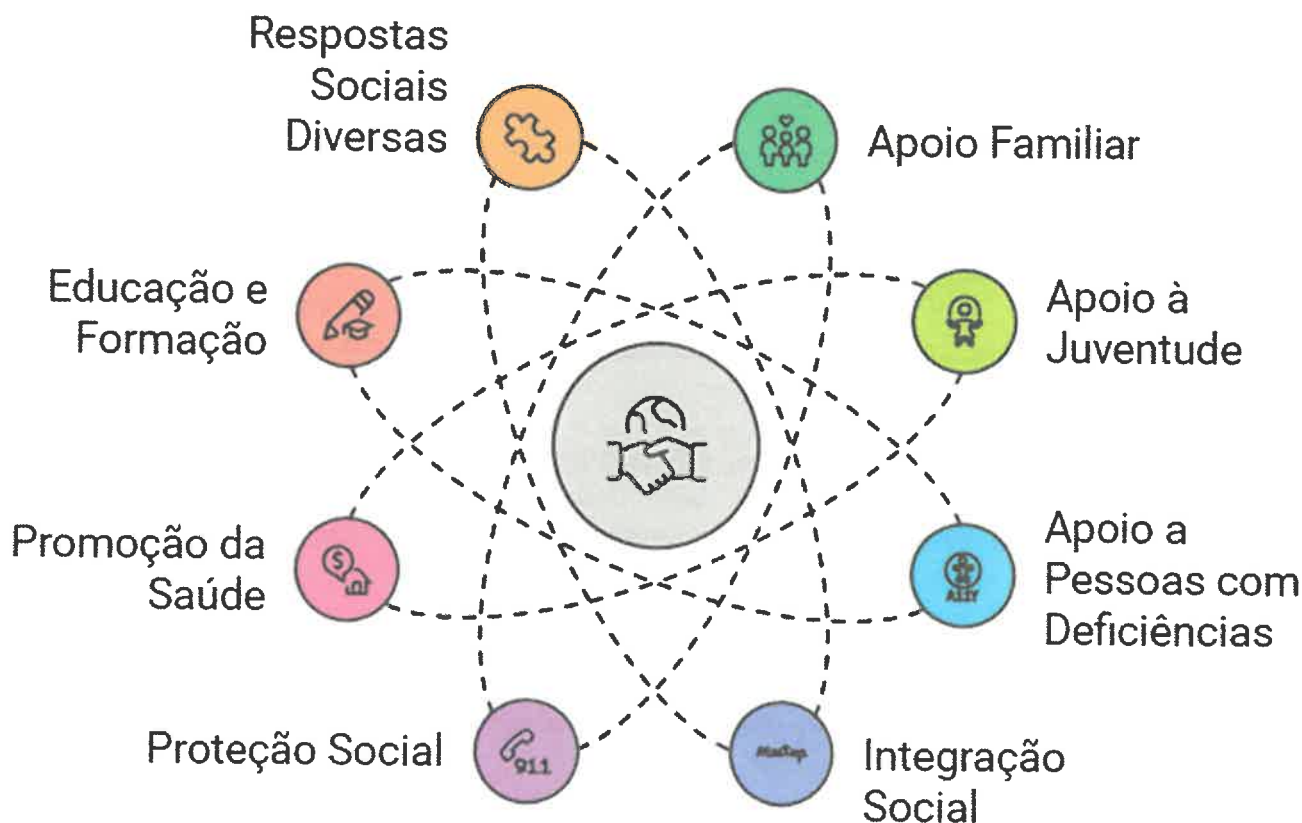 Respostas
Sociais
Diversas
Apoio Familiar
Educação e
Formação
Apoio à
Juventude
Promoção da
Saúde
$
Apoio a
Pessoas com
Deficiências
A11Y
Proteção Social
911
Integração
Social